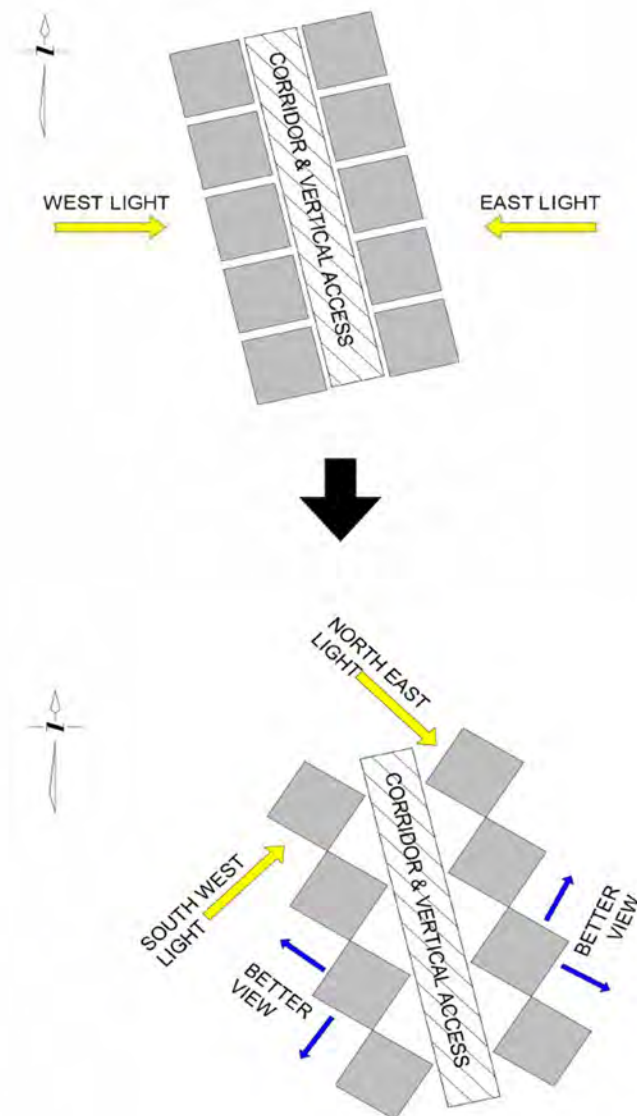 CORRIDOR & VERTICAL ACCESS
WEST LIGHT
EAST LIGHT
NORTH EAST
LIGHT
CORRIDOR & VERTICAL ACCESS
SOUTH WEST
LIGHT
BETTER
VIEW
BETTER
VIEW